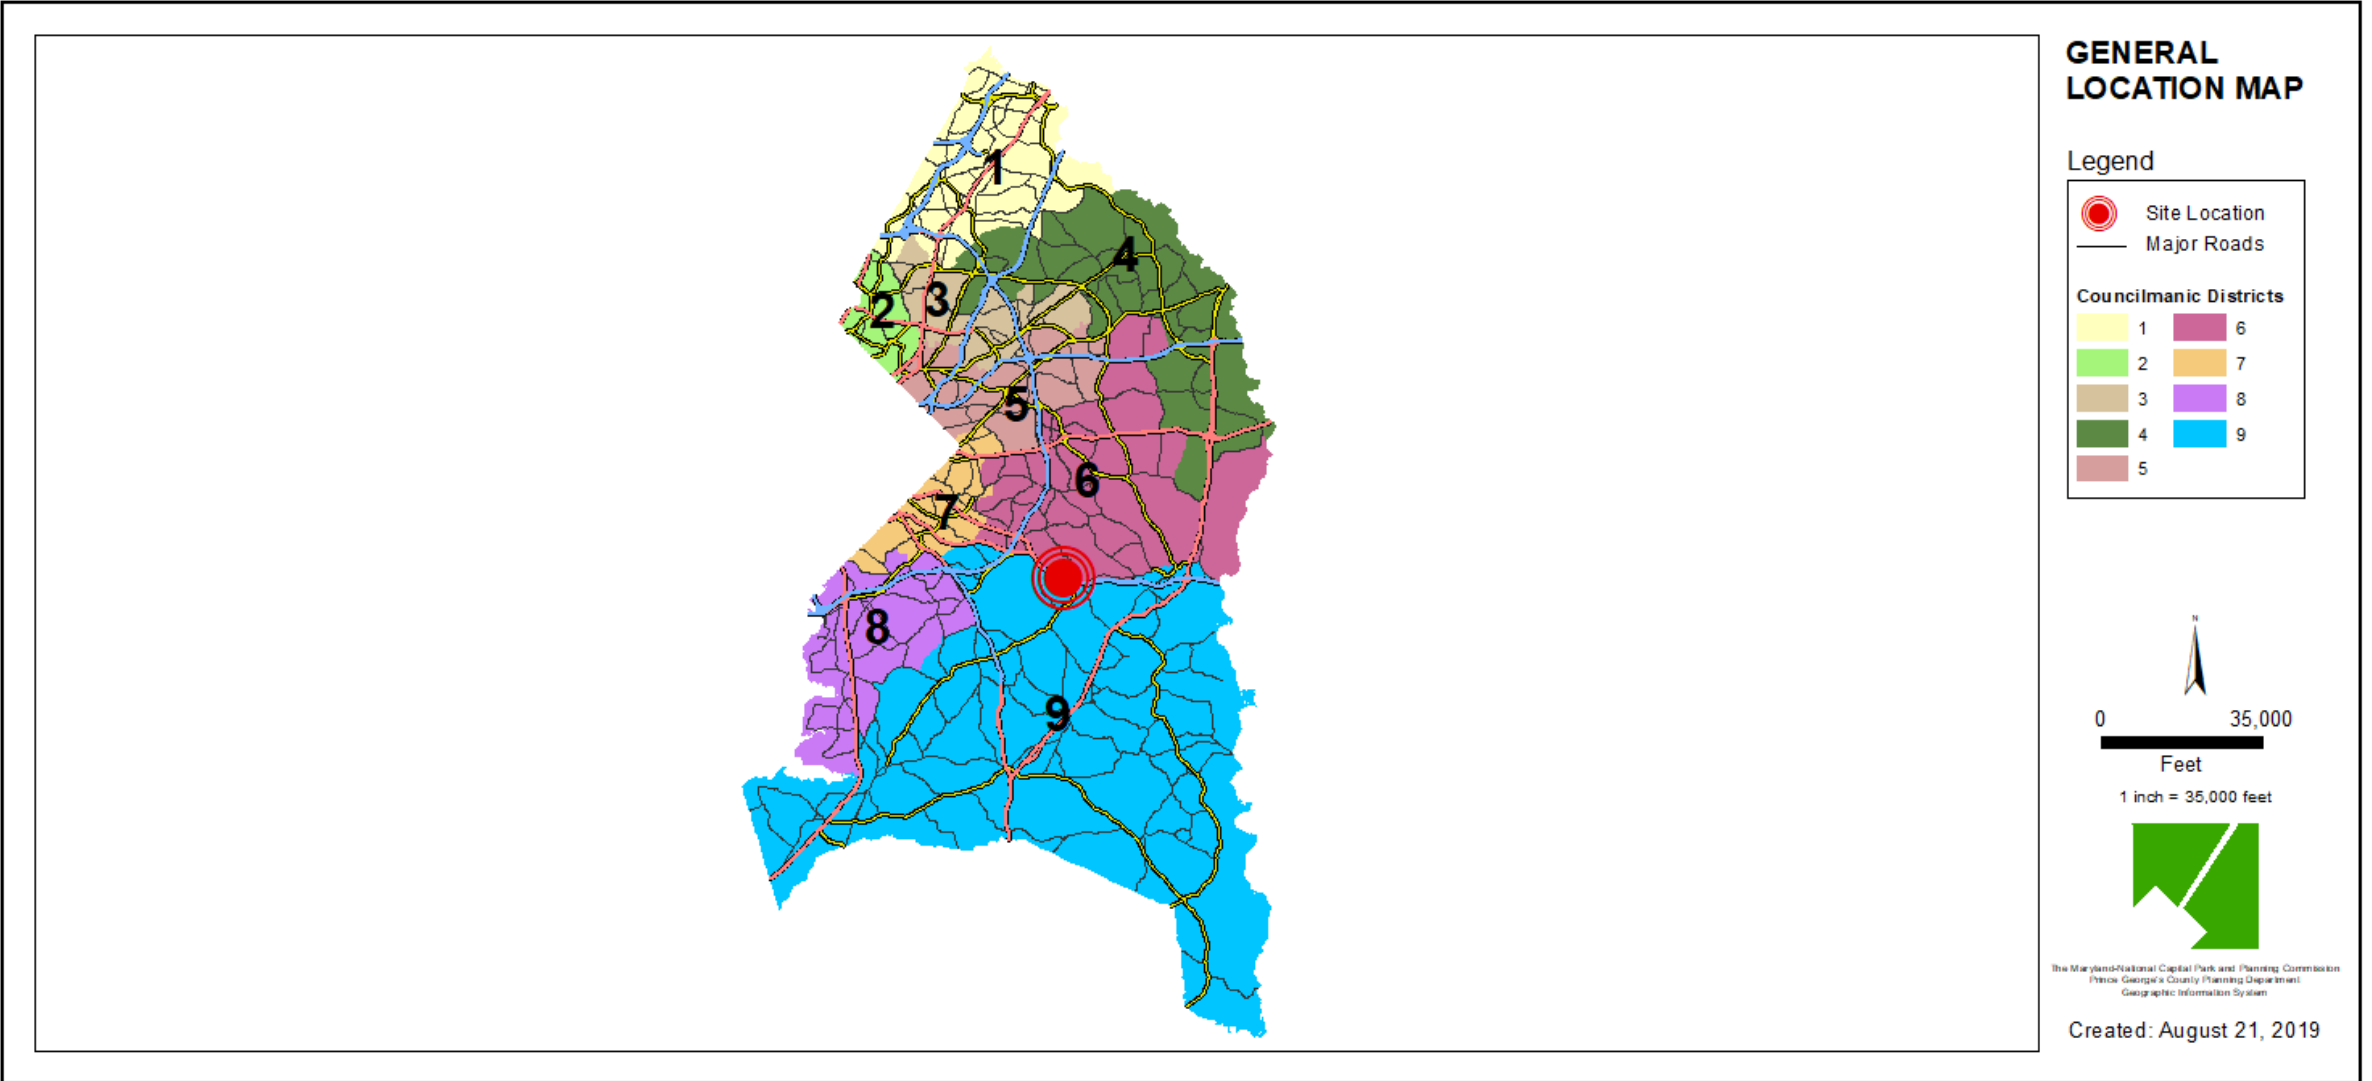 GENERAL
LOCATION MAP
Legend
Site Location
Major Roads
Councilmanic Districts
1 6
2 7
3 8
4 9
5
1
4
3
2
5
6
7
8
9
N
0 35,000
Feet
1 inch = 35,000 feet
The Maryland-National Capital Park and Planning Commission
Prince George's County Planning Department
Geographic Information System
Created: August 21, 2019